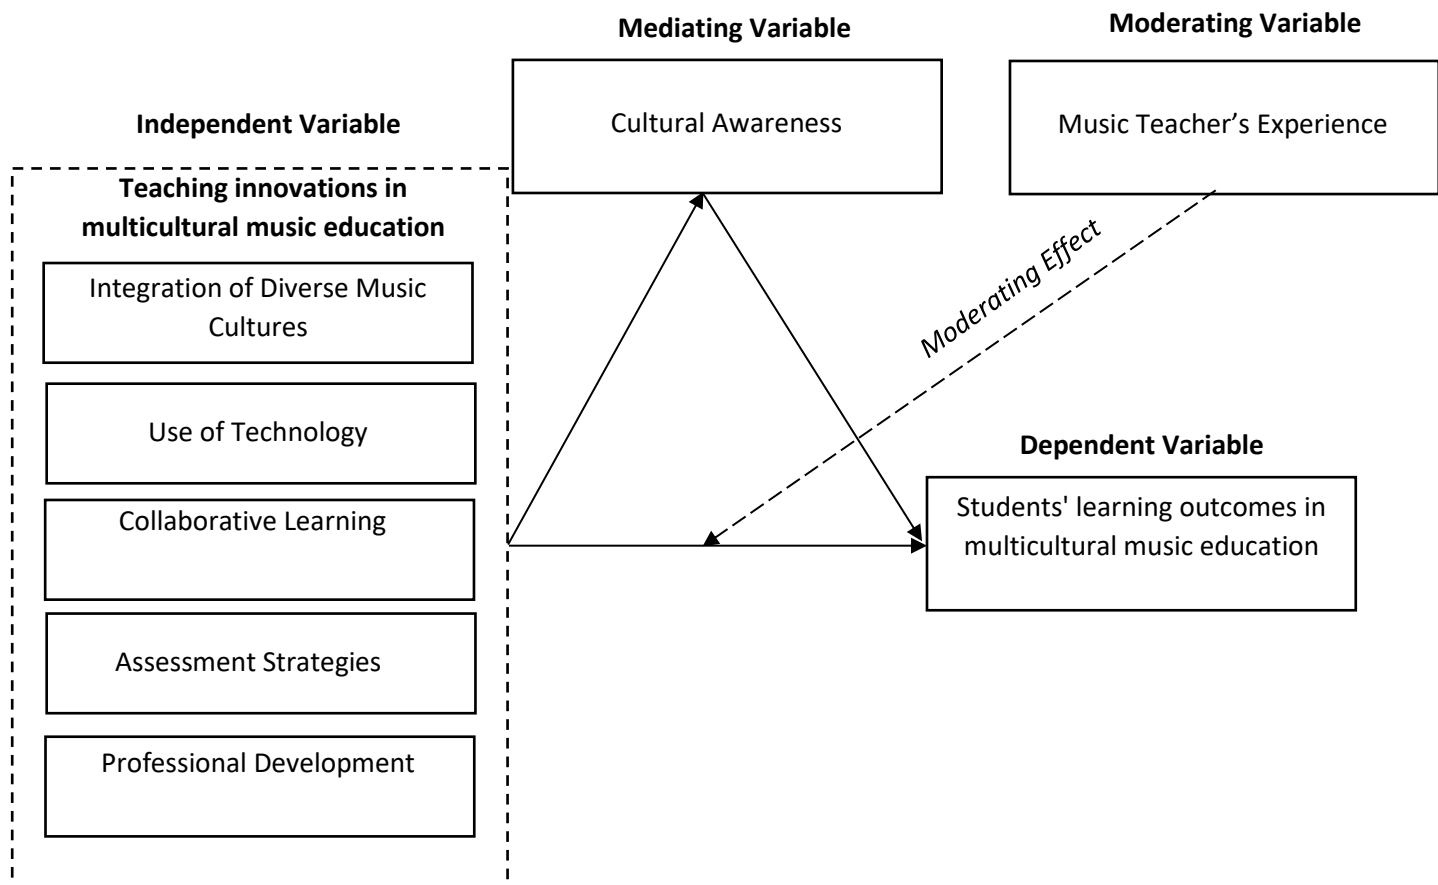 Mediating Variable
Moderating Variable
Cultural Awareness
Music Teacher’s Experience
Independent Variable
Teaching innovations in
multicultural music education
Integration of Diverse Music
Cultures
Use of Technology
Collaborative Learning
Assessment Strategies
Professional Development
Moderating Effect
Dependent Variable
Students' learning outcomes in
multicultural music education